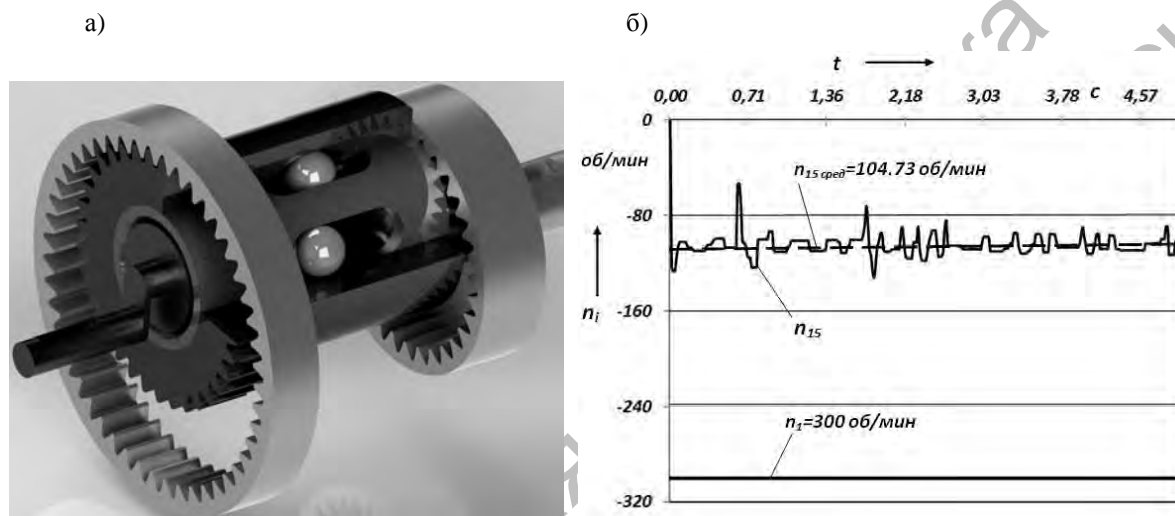 а)
б)
t
0,00 0,71 1,36 2,18 3,03 3,78 с 4,57
0
об/мин
n15 сред=104.73 об/мин
-80
-160
ni
n15
-240
n1=300 об/мин
-320